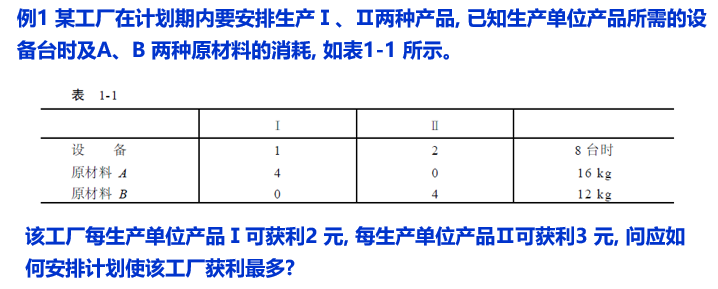 例1 某工厂在计划期内要安排生产Ⅰ、Ⅱ两种产品, 已知生产单位产品所需的设
备台时及A、B 两种原材料的消耗, 如表1-1 所示。
表 1-1
Ⅰ Ⅱ
设 备 1 2 8 台时
原材料 A 4 0 16 kg
原材料 B 0 4 12 kg
该工厂每生产单位产品Ⅰ可获利2 元, 每生产单位产品Ⅱ可获利3 元, 问应如
何安排计划使该工厂获利最多?